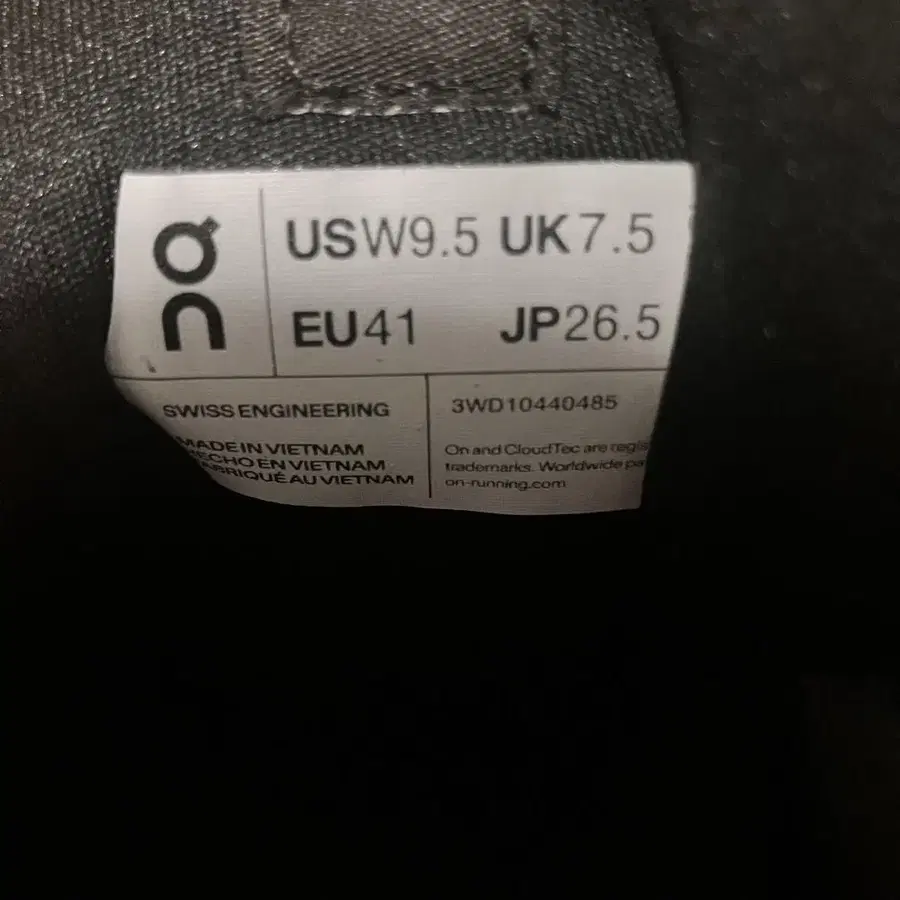 On
USW9.5 UK7.5
EU41 JP26.5
SWISS ENGINEERING
MADE IN VIETNAM
HECHO EN VIETNAM
FABRIQUÉ AU VIETNAM
3WD10440485
On and CloudTec are regis
trademarks. Worldwide pa
on-running.com